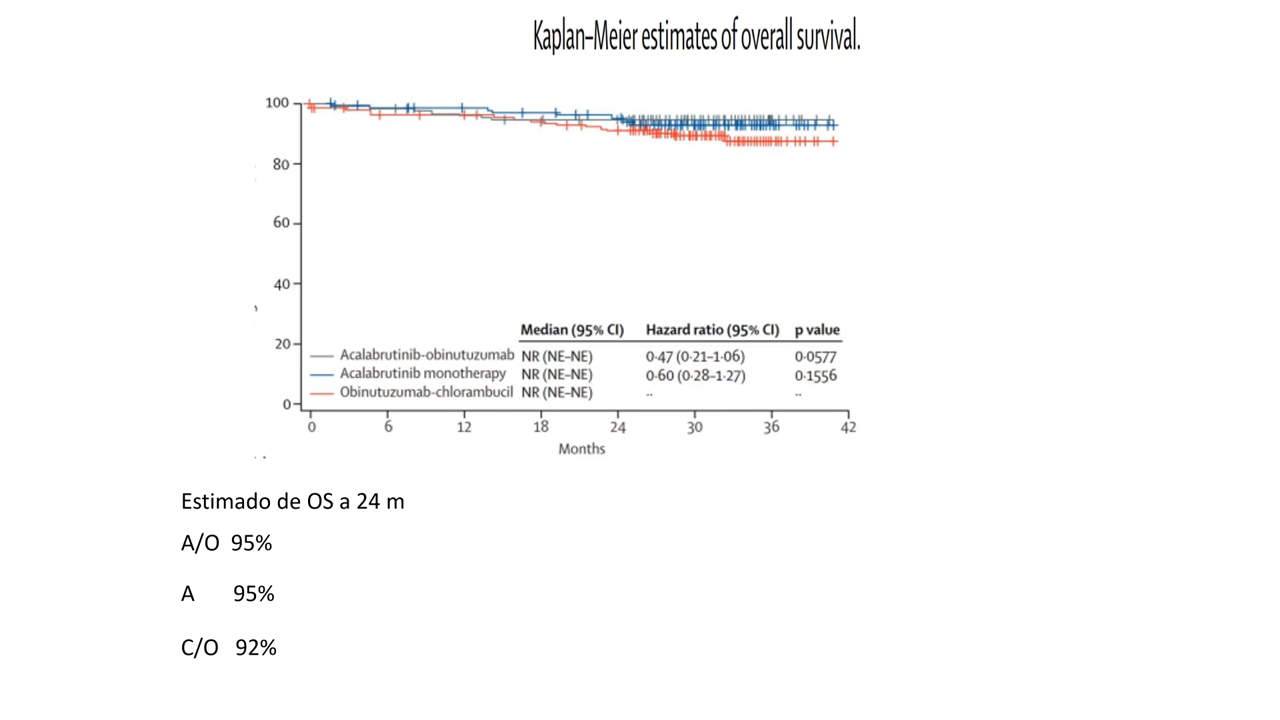 Kaplan-Meier estimates of overall survival.
100
80
60
40
20
0
Median (95% CI) Hazard ratio (95% CI) p value
Acalabrutinib-obinutuzumab NR (NE–NE) 0·47 (0·21–1·06) 0·0577
Acalabrutinib monotherapy NR (NE–NE) 0·60 (0·28–1·27) 0·1556
Obinutuzumab-chlorambucil NR (NE–NE) ·· ··
0 6 12 18 24 30 36 42
Months
Estimado de OS a 24 m
A/O 95%
A 95%
C/O 92%